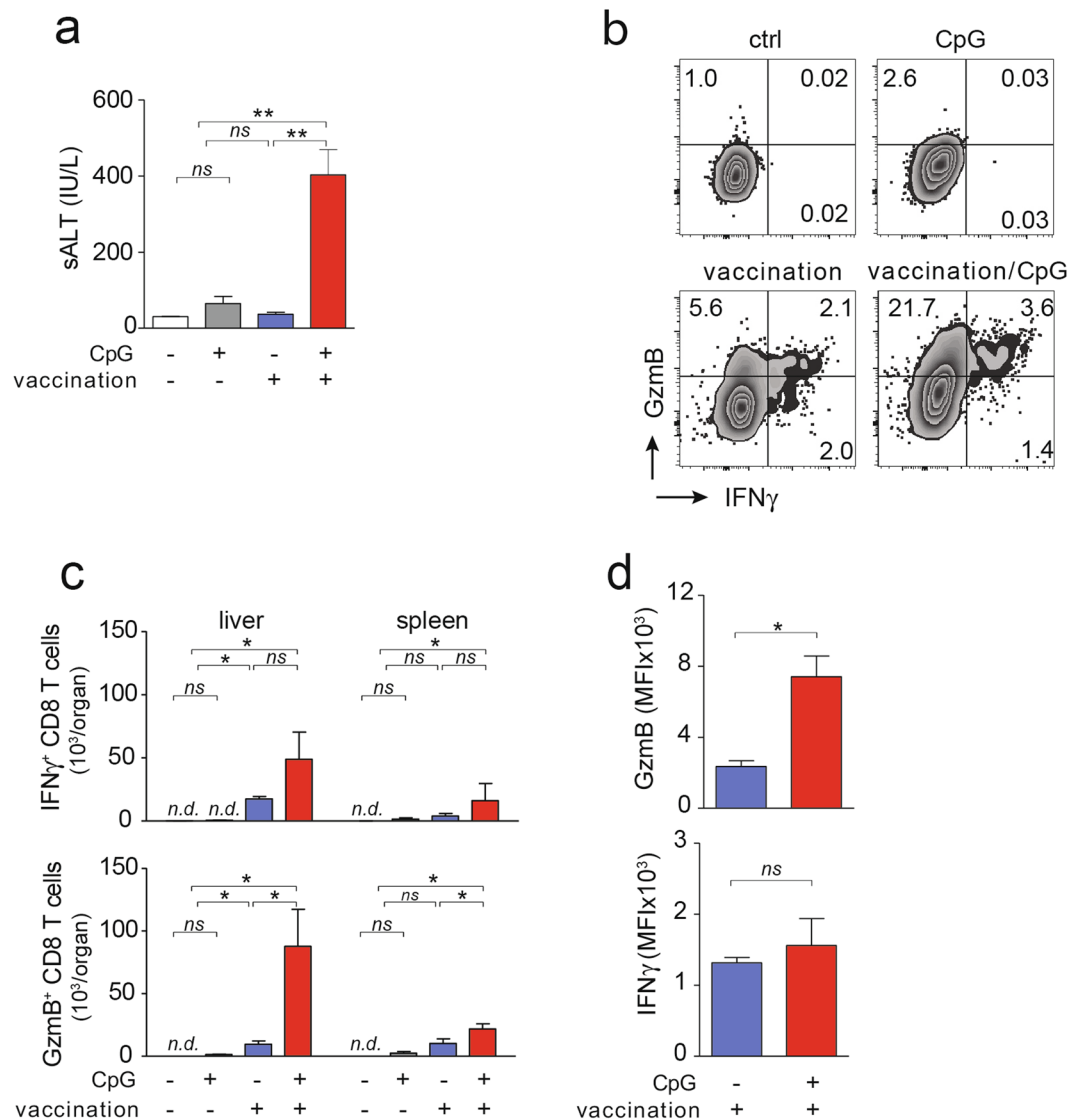 a
sALT (IU/L)
600
400
200
0
ns
ns
**
**
CpG - + - +
vaccination - - + +
b
ctrl
CpG
1.0 0.02
0.02
2.6 0.03
0.03
vaccination
vaccination/CpG
5.6 2.1
2.0
21.7 3.6
1.4
GzmB
IFNγ
c
liver
spleen
IFNγ+ CD8 T cells
(10³/organ)
150
100
50
0
*
* ns
ns
n.d. n.d.
*
ns ns
ns
GzmB+ CD8 T cells
(10³/organ)
150
100
50
0
*
* *
ns
n.d.
*
ns *
ns
n.d.
CpG - + - + - + - +
vaccination - - + + - - + +
d
GzmB (MFIx10³)
12
9
6
3
0
*
IFNγ (MFIx10³)
3
2
1
0
ns
CpG - +
vaccination + +